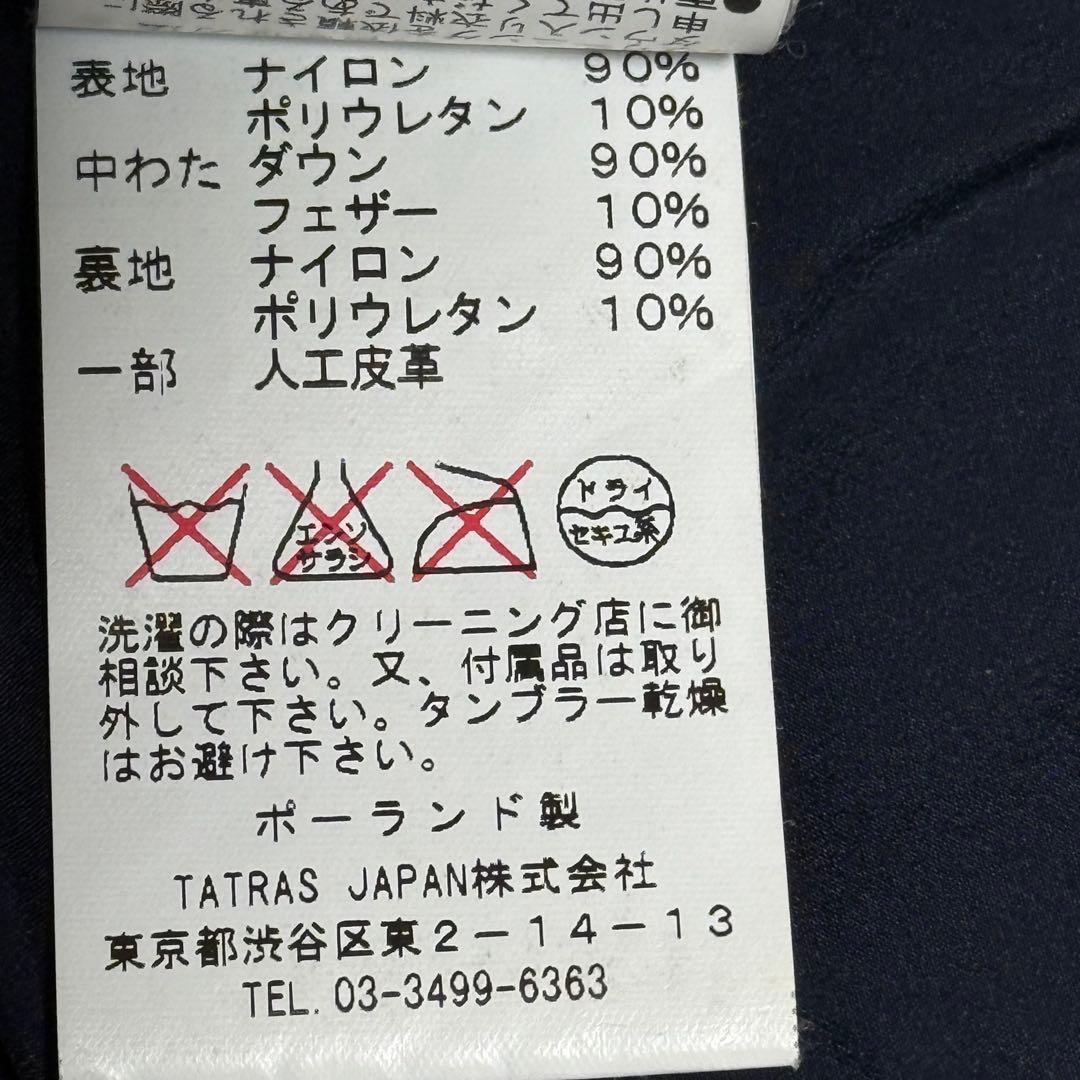 表地 ナイロン 90%
ポリウレタン 10%
中わた ダウン 90%
フェザー 10%
裏地 ナイロン 90%
ポリウレタン 10%
一部 人工皮革
エンソ
サラシ
ドライ
セキユ系
洗濯の際はクリーニング店に御
相談下さい。又、付属品は取り
外して下さい。タンブラー乾燥
はお避け下さい。
ポーランド製
TATRAS JAPAN株式会社
東京都渋谷区東2-14-13
TEL. 03-3499-6363